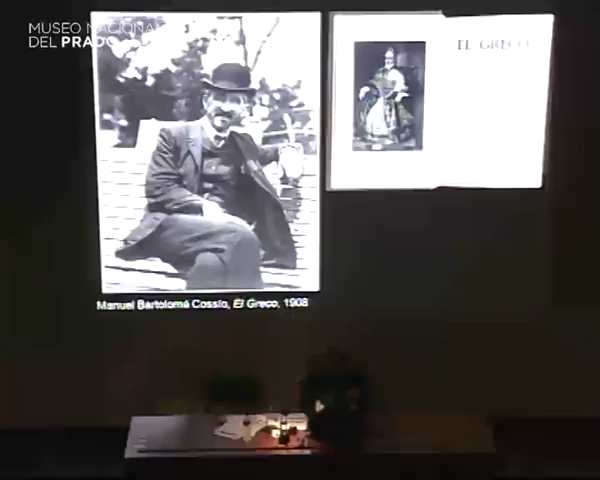 MUSEO NACIONAL
DEL PRADO
EL GRECO
Manuel Bartolomé Cossío, El Greco, 1908